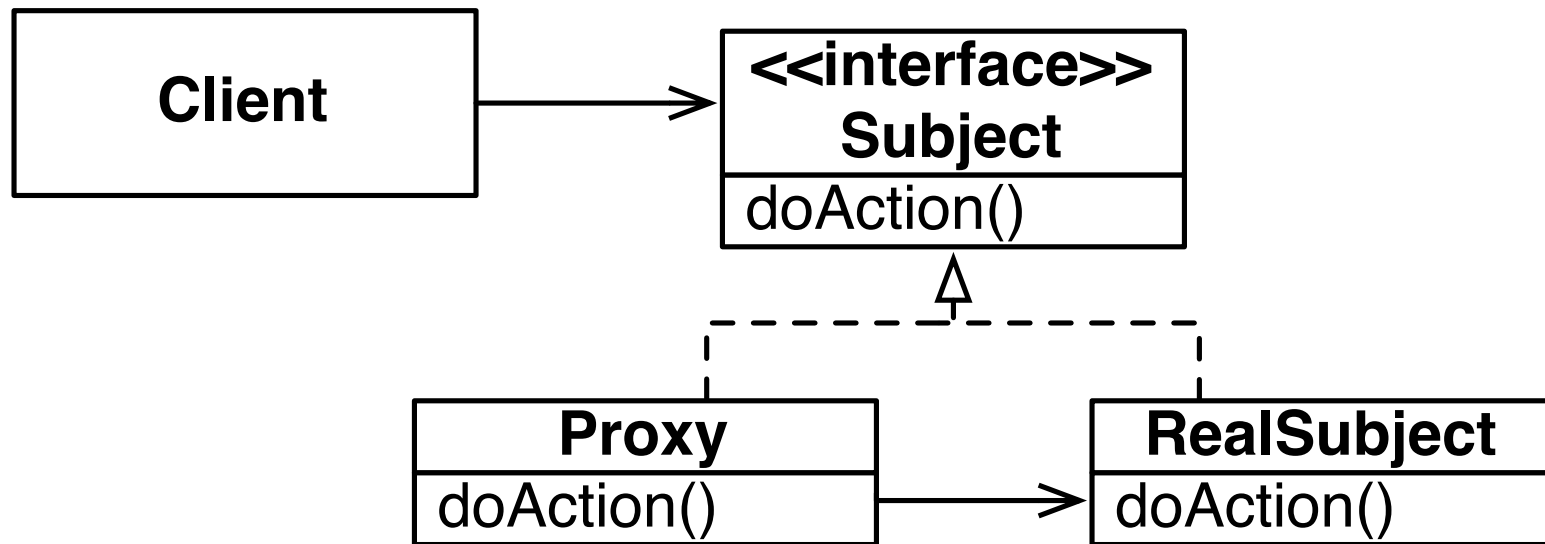 Client
<<interface>>
Subject
doAction()
Proxy
doAction()
RealSubject
doAction()